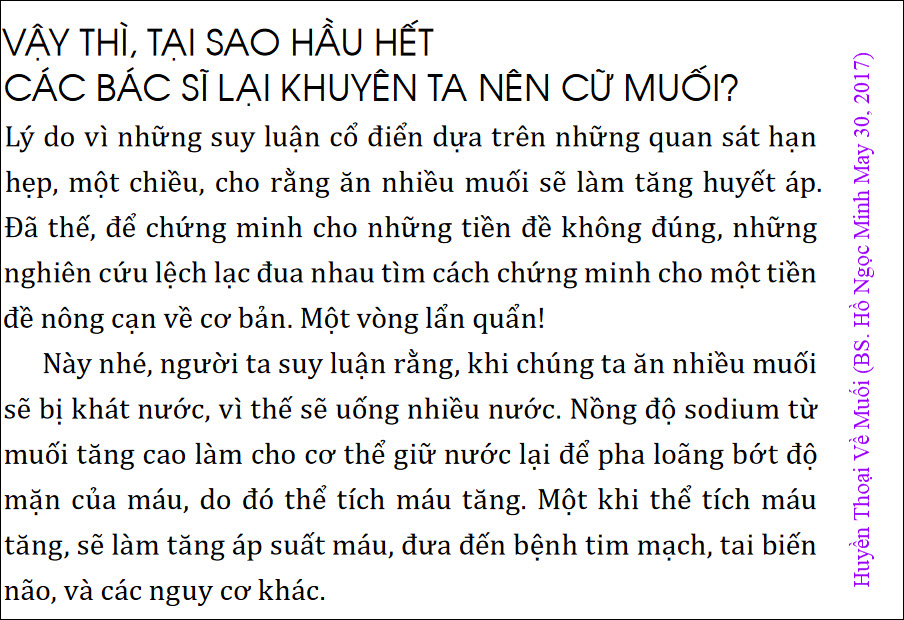 VẬY THÌ, TẠI SAO HẦU HẾT
CÁC BÁC SĨ LẠI KHUYÊN TA NÊN CỮ MUỐI?
Lý do vì những suy luận cổ điển dựa trên những quan sát hạn
hẹp, một chiều, cho rằng ăn nhiều muối sẽ làm tăng huyết áp.
Đã thế, để chứng minh cho những tiền đề không đúng, những
nghiên cứu lệch lạc đua nhau tìm cách chứng minh cho một tiền
đề nông cạn về cơ bản. Một vòng lẩn quẩn!
Này nhé, người ta suy luận rằng, khi chúng ta ăn nhiều muối
sẽ bị khát nước, vì thế sẽ uống nhiều nước. Nồng độ sodium từ
muối tăng cao làm cho cơ thể giữ nước lại để pha loãng bớt độ
mặn của máu, do đó thể tích máu tăng. Một khi thể tích máu
tăng, sẽ làm tăng áp suất máu, đưa đến bệnh tim mạch, tai biến
não, và các nguy cơ khác.
Huyền Thoại Về Muối (BS. Hồ Ngọc Minh May 30, 2017)